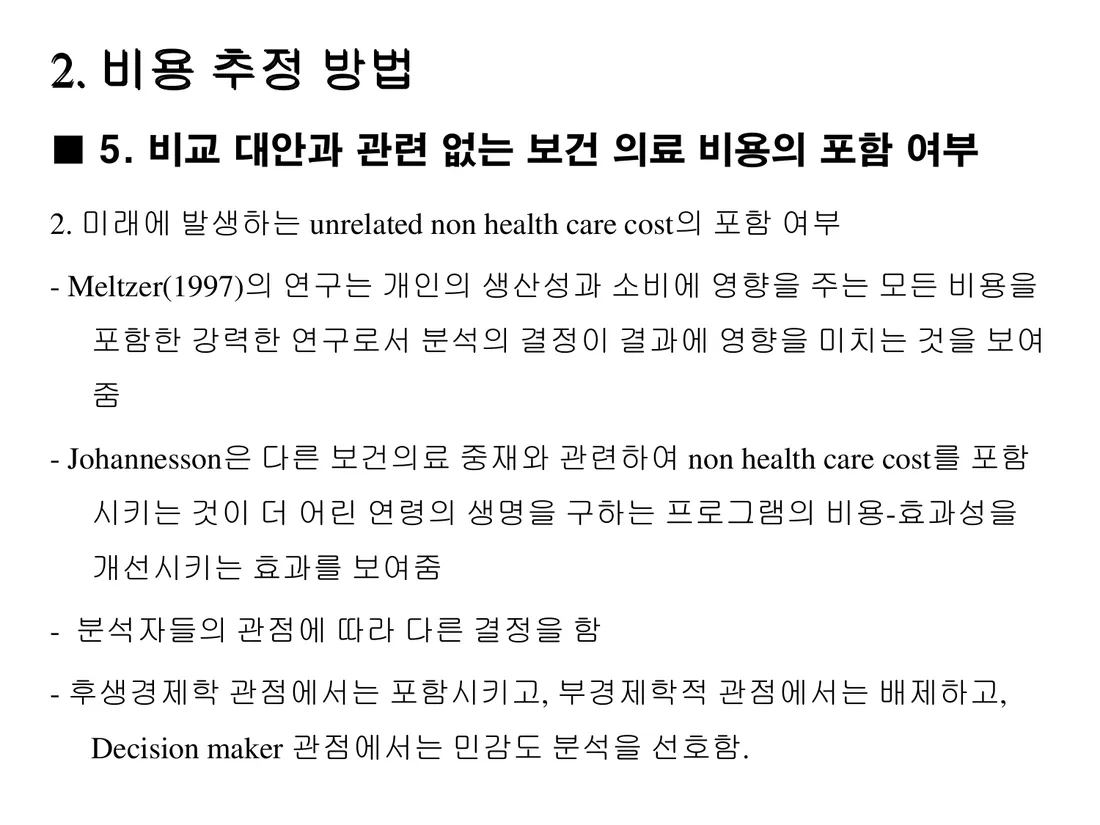 2. 비용 추정 방법
■ 5. 비교 대안과 관련 없는 보건 의료 비용의 포함 여부
2. 미래에 발생하는 unrelated non health care cost의 포함 여부
- Meltzer(1997)의 연구는 개인의 생산성과 소비에 영향을 주는 모든 비용을
포함한 강력한 연구로서 분석의 결정이 결과에 영향을 미치는 것을 보여
줌
- Johannesson은 다른 보건의료 중재와 관련하여 non health care cost를 포함
시키는 것이 더 어린 연령의 생명을 구하는 프로그램의 비용-효과성을
개선시키는 효과를 보여줌
- 분석자들의 관점에 따라 다른 결정을 함
- 후생경제학 관점에서는 포함시키고, 부경제학적 관점에서는 배제하고,
Decision maker 관점에서는 민감도 분석을 선호함.